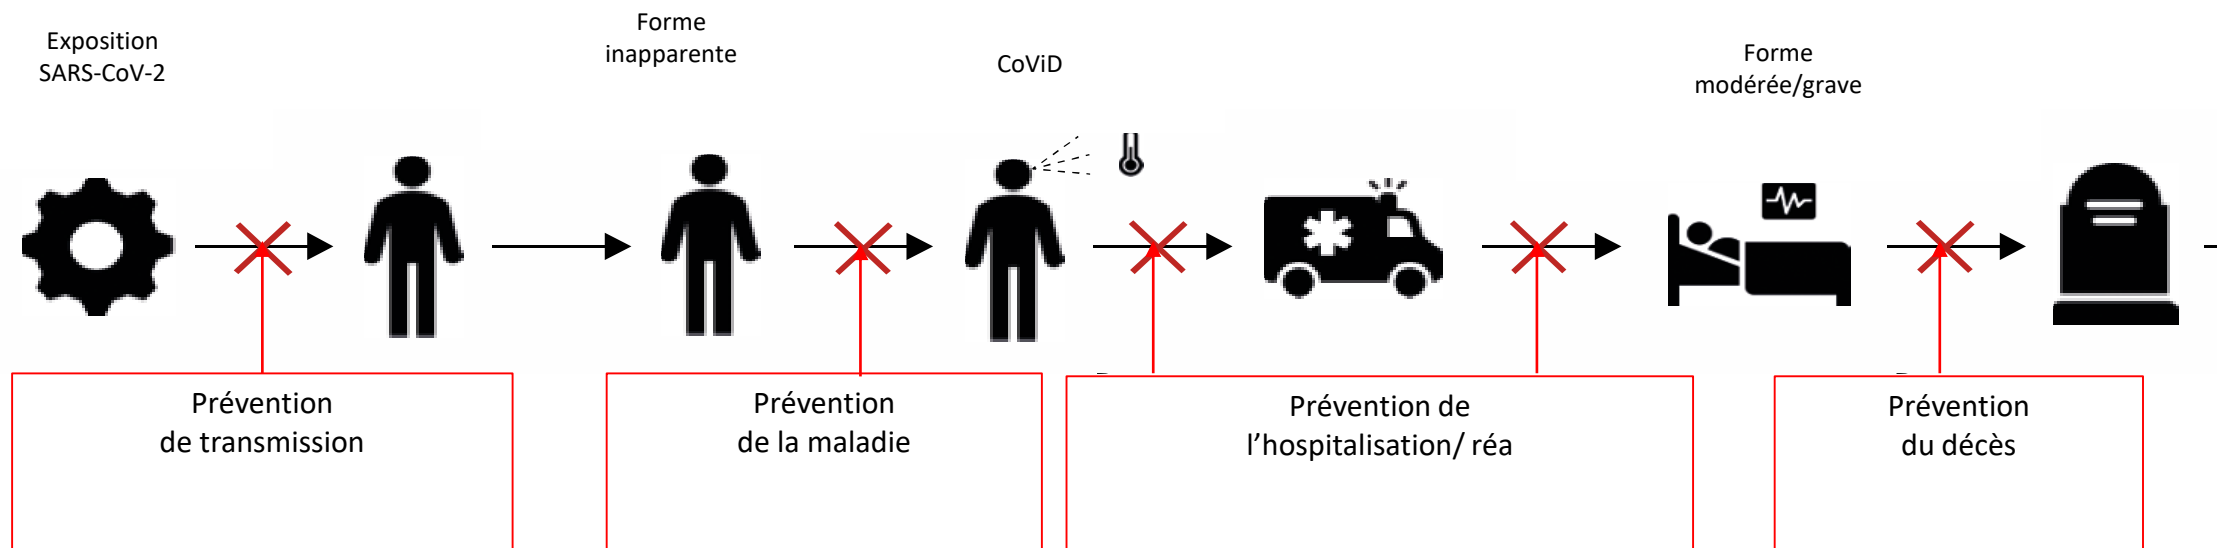 Exposition
SARS-CoV-2
Forme
inapparente
CoViD
Forme
modérée/grave
Prévention
de transmission
Prévention
de la maladie
Prévention de
l’hospitalisation/ réa
Prévention
du décès